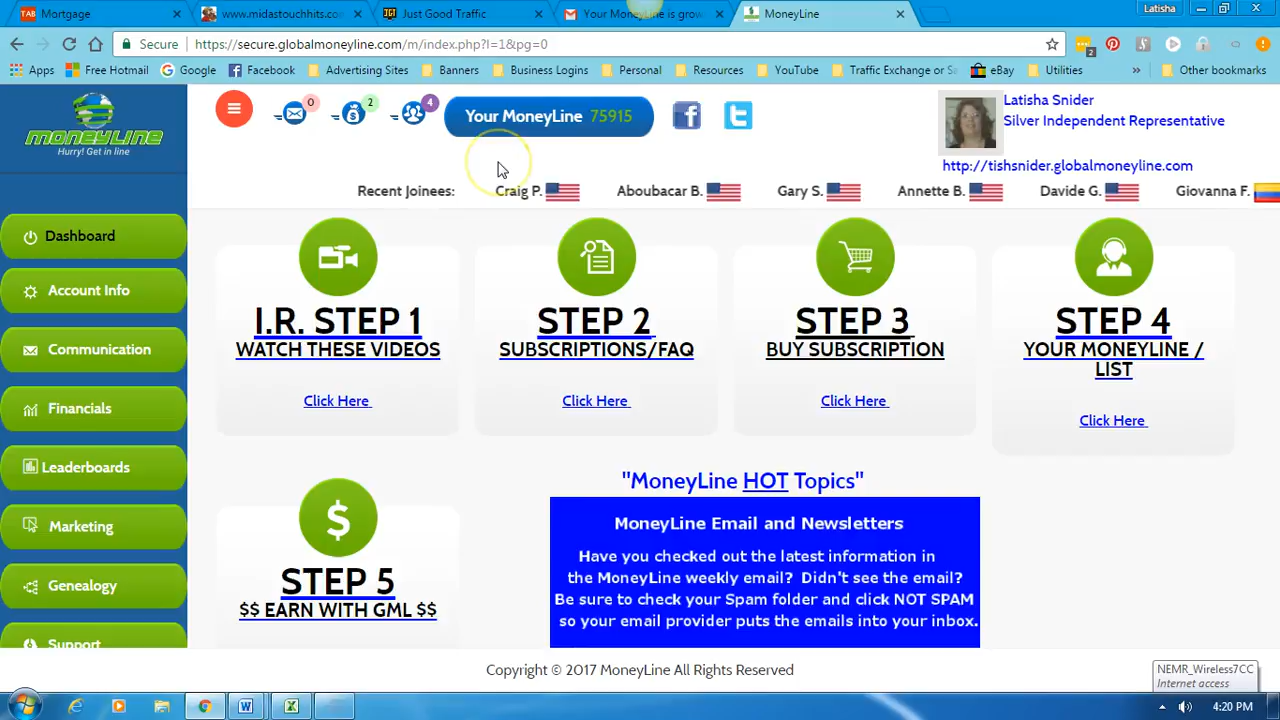 Mortgage
www.midastouchhits.com
Just Good Traffic
Your MoneyLine is grow
MoneyLine
Latisha
Secure https://secure.globalmoneyline.com/m/index.php?l=1&pg=0
2
Apps Free Hotmail Google Facebook Advertising Sites Banners Business Logins Personal Resources YouTube Traffic Exchange or Se eBay Utilities » Other bookmarks
MONEYLINE
Hurry! Get in line
0 2 4
Your MoneyLine 75915
Latisha Snider
Silver Independent Representative
http://tishsnider.globalmoneyline.com
Recent Joinees: Craig P. Aboubacar B. Gary S. Annette B. Davide G. Giovanna F.
Dashboard
Account Info
Communication
Financials
Leaderboards
Marketing
Genealogy
Support
I.R. STEP 1
WATCH THESE VIDEOS
Click Here
STEP 2
SUBSCRIPTIONS/FAQ
Click Here
STEP 3
BUY SUBSCRIPTION
Click Here
STEP 4
YOUR MONEYLINE /
LIST
Click Here
$
STEP 5
$$ EARN WITH GML $$
"MoneyLine HOT Topics"
MoneyLine Email and Newsletters
Have you checked out the latest information in
the MoneyLine weekly email? Didn't see the email?
Be sure to check your Spam folder and click NOT SPAM
so your email provider puts the emails into your inbox.
Copyright © 2017 MoneyLine All Rights Reserved
NEMR_Wireless7CC
Internet access
4:20 PM